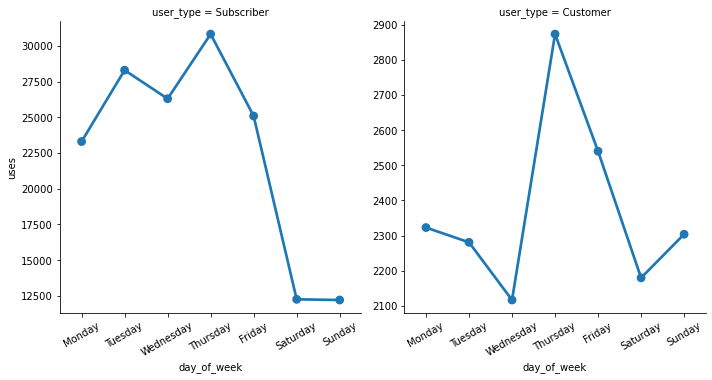 user_type = Subscriber
30000
27500
25000
22500
20000
17500
15000
12500
uses
Monday
Tuesday
Wednesday
Thursday
Friday
Saturday
Sunday
day_of_week
user_type = Customer
2900
2800
2700
2600
2500
2400
2300
2200
2100
Monday
Tuesday
Wednesday
Thursday
Friday
Saturday
Sunday
day_of_week